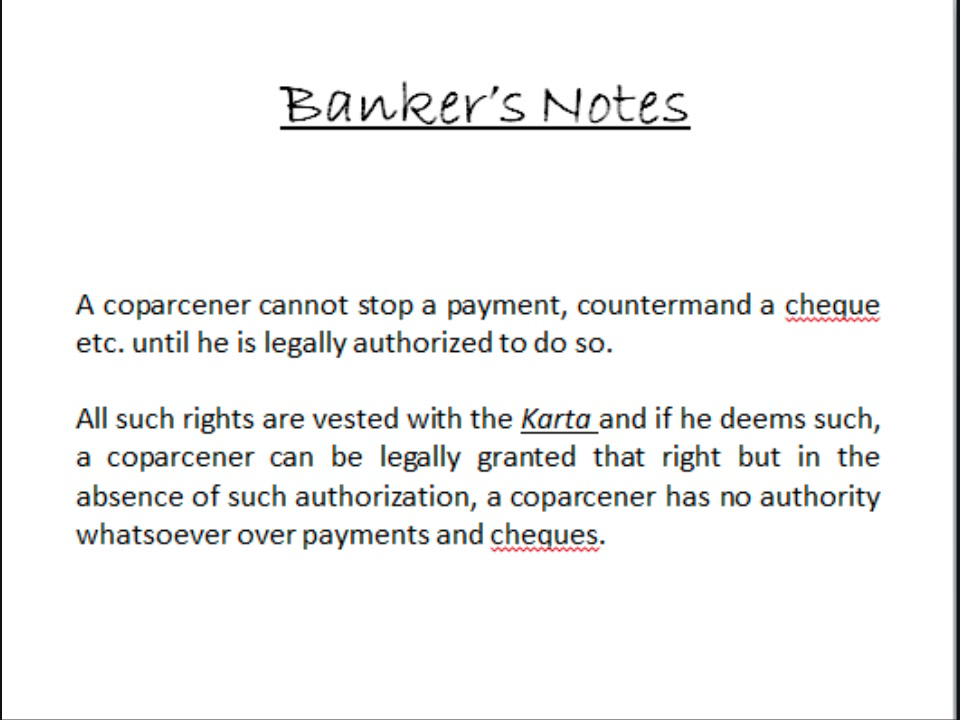 Banker's Notes
A coparcener cannot stop a payment, countermand a cheque
etc. until he is legally authorized to do so.
All such rights are vested with the Karta and if he deems such,
a coparcener can be legally granted that right but in the
absence of such authorization, a coparcener has no authority
whatsoever over payments and cheques.